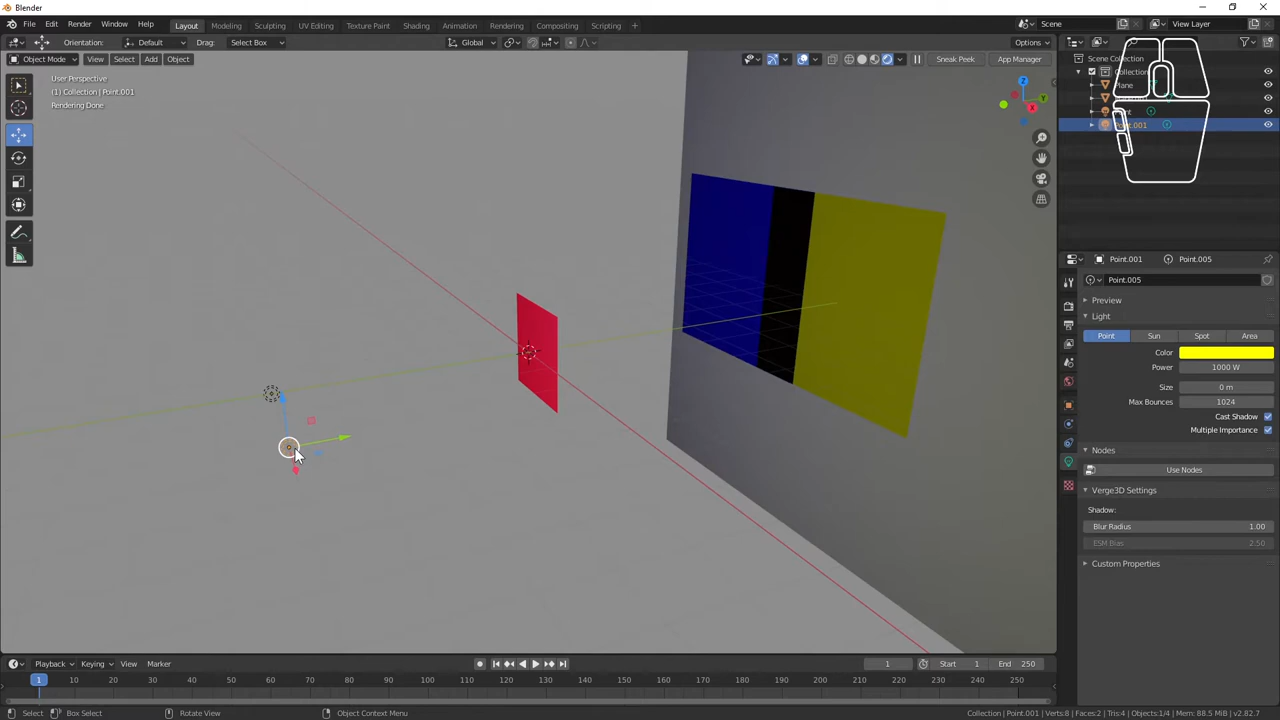 Blender
File Edit Render Window Help Layout Modeling Sculpting UV Editing Texture Paint Shading Animation Rendering Compositing Scripting + Scene View Layer
Orientation: Default Drag: Select Box Global Options
Object Mode View Select Add Object Sneak Peek App Manager
Scene Collection
Collection
Plane
Point.001
User Perspective
(1) Collection | Point.001
Rendering Done
Z
Y
X
Point.001 Point.005
Point.005
Preview
Light
Point Sun Spot Area
Color
Power 1000 W
Size 0 m
Max Bounces 1024
Cast Shadow
Multiple Importance
Nodes
Use Nodes
Verge3D Settings
Shadow:
Blur Radius 1.00
ESM Bias 2.50
Custom Properties
Playback Keying View Marker 1 Start 1 End 250
1 10 20 30 40 50 60 70 80 90 100 110 120 130 140 150 160 170 180 190 200 210 220 230 240 250
Select Box Select Rotate View Object Context Menu Collection | Point.001 | Verts:8 | Faces:2 | Tris:4 | Objects:1/4 | Mem: 88.5 MiB | v2.82.7